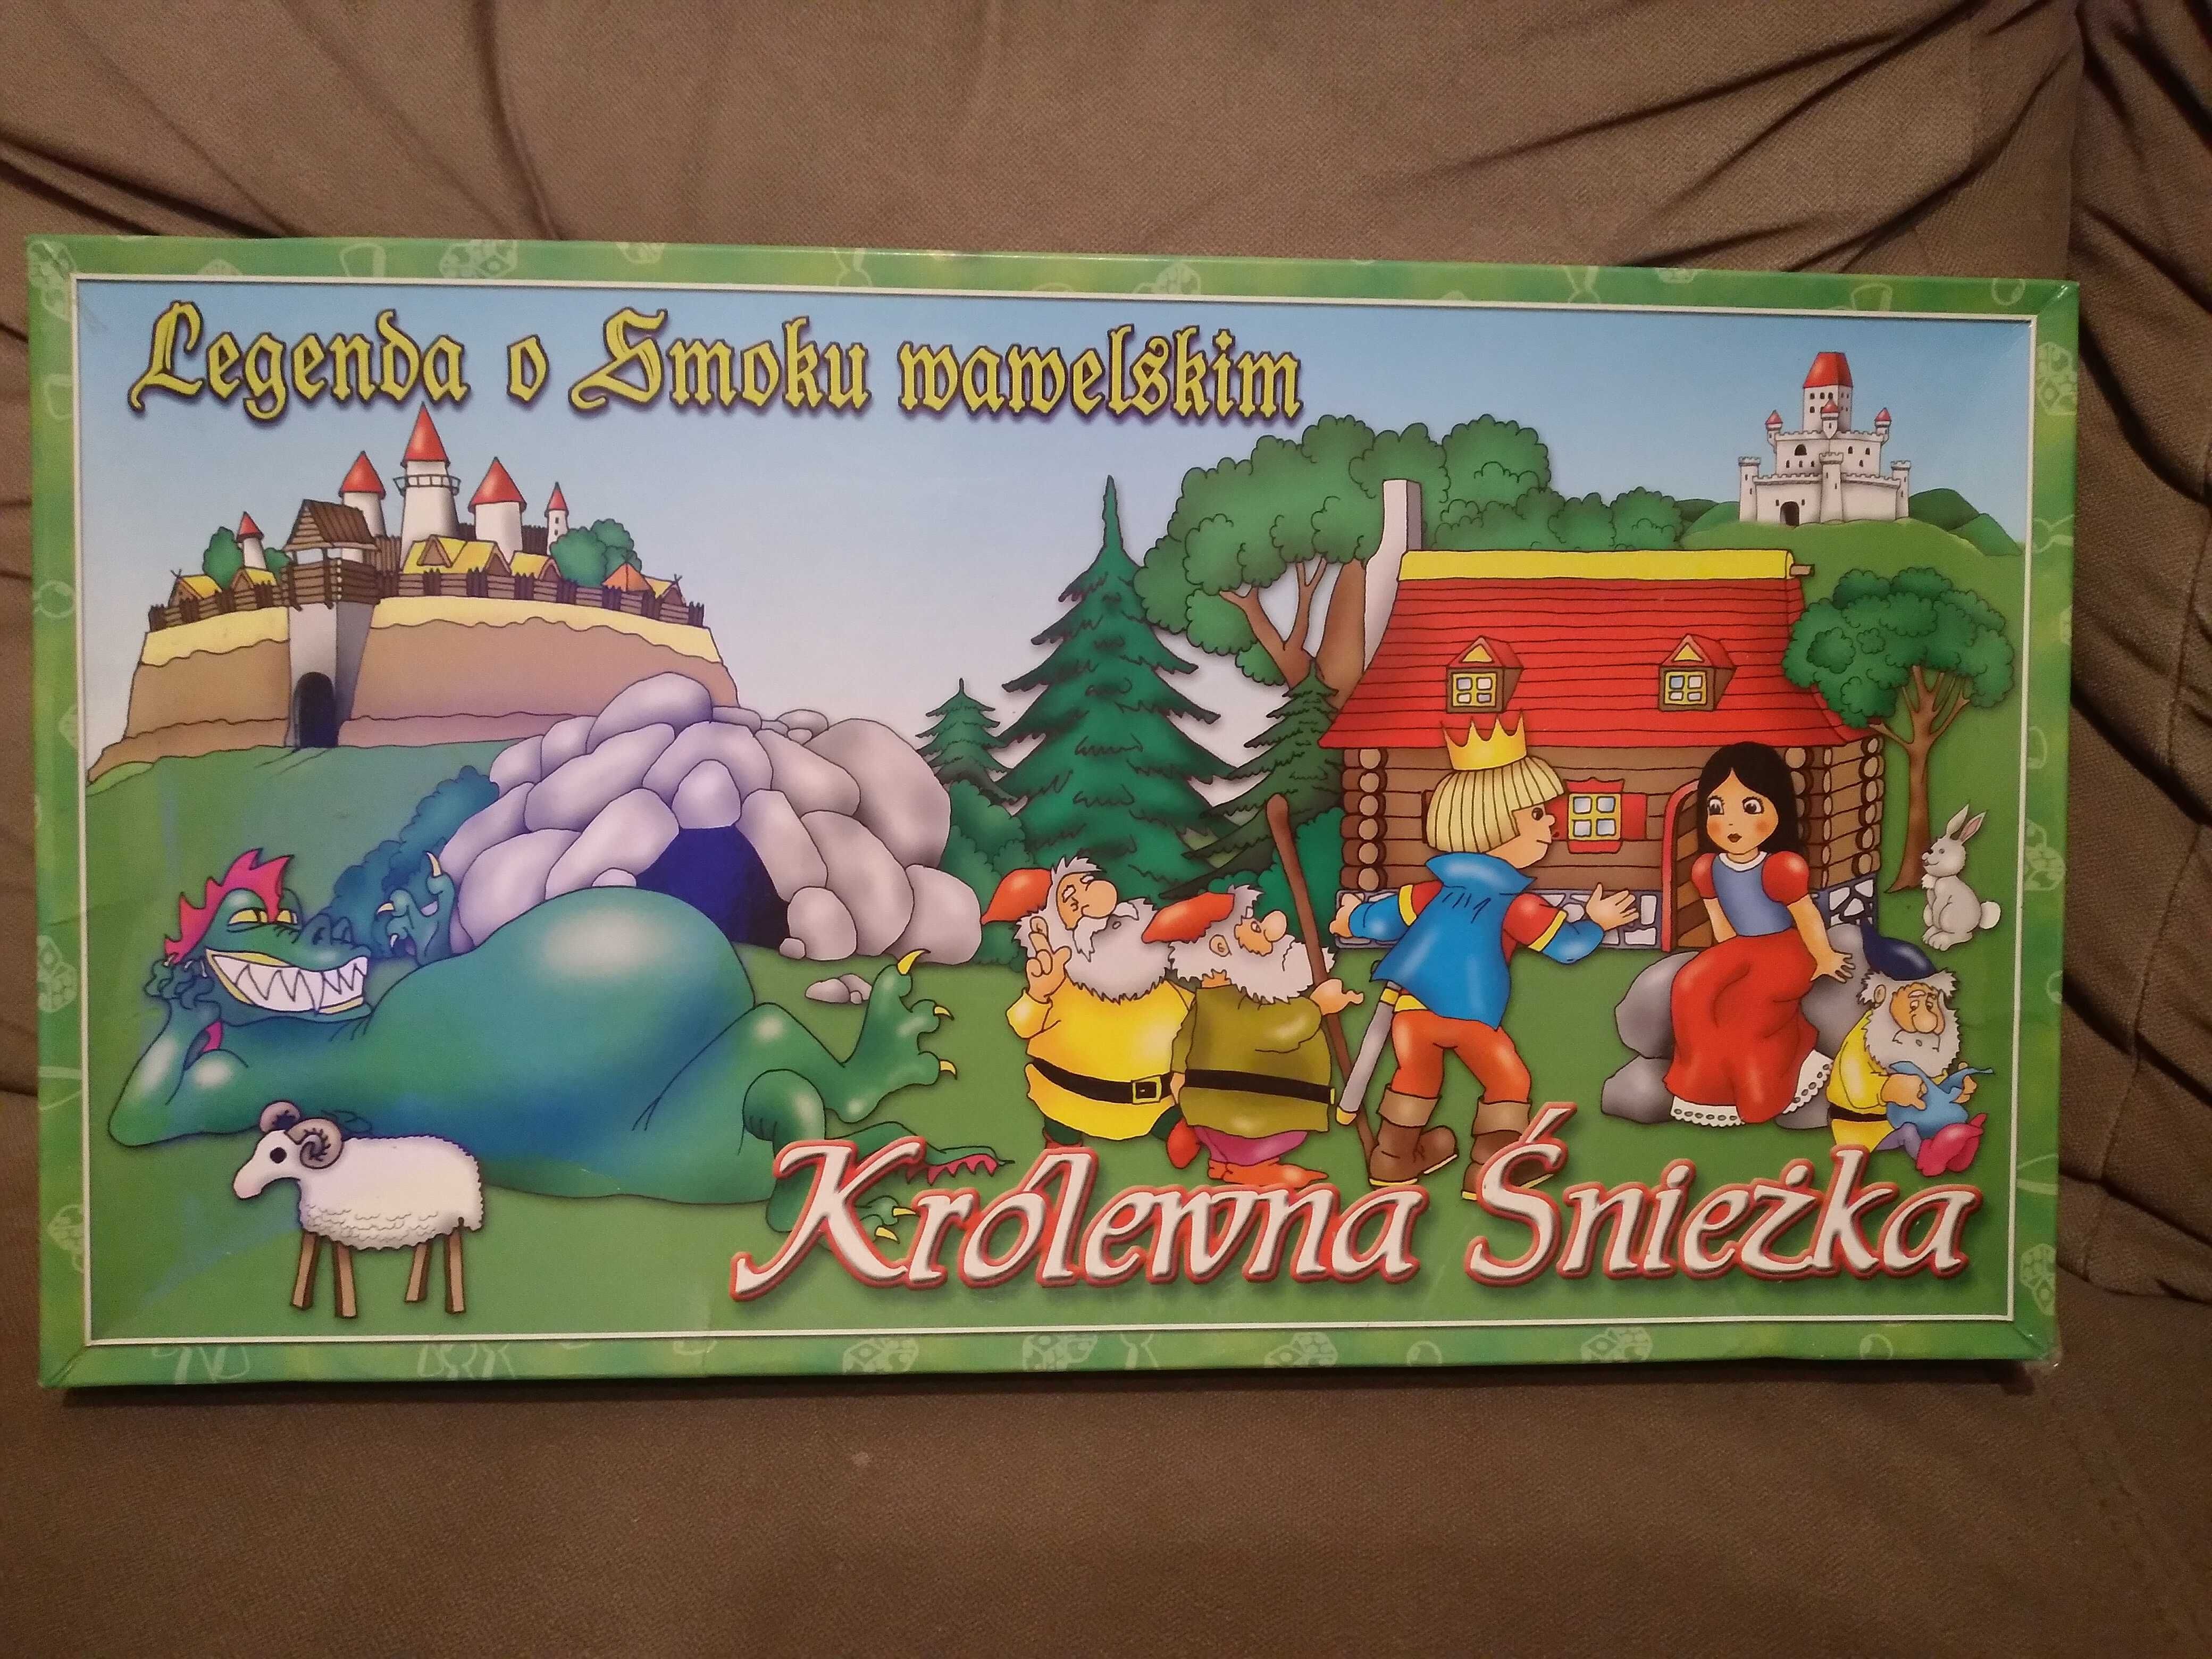 Legenda o Smoku wawelskim
Królewna Śnieżka